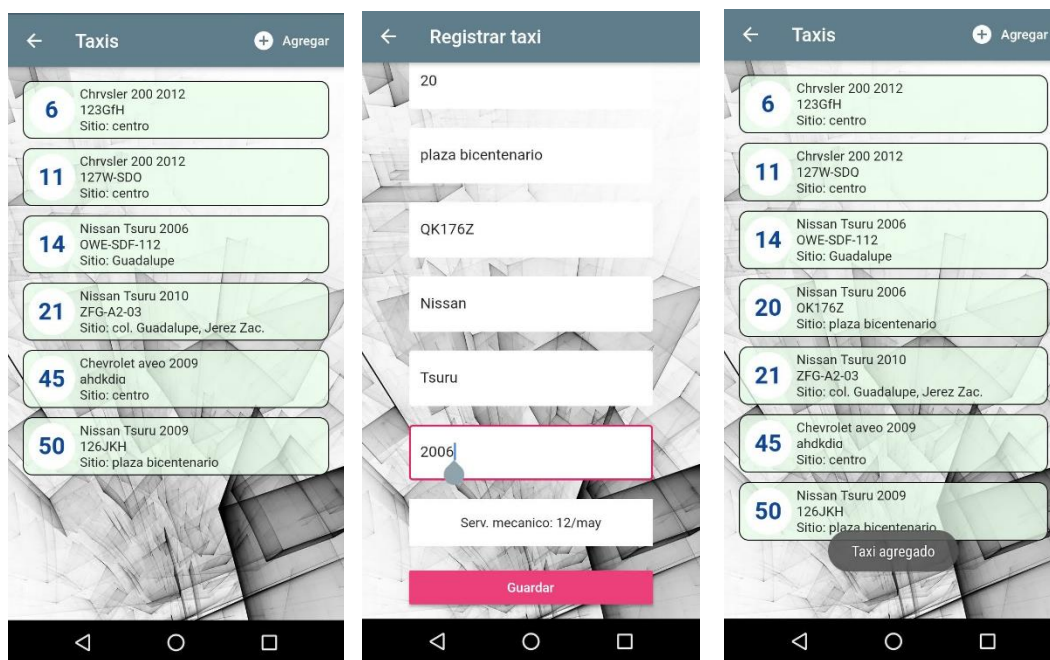 Taxis
Agregar
6
Chrysler 200 2012
123GfH
Sitio: centro
11
Chrysler 200 2012
127W-SDO
Sitio: centro
14
Nissan Tsuru 2006
OWE-SDF-112
Sitio: Guadalupe
21
Nissan Tsuru 2010
ZFG-A2-03
Sitio: col. Guadalupe, Jerez Zac.
45
Chevrolet aveo 2009
ahdkdiq
Sitio: centro
50
Nissan Tsuru 2009
126JKH
Sitio: plaza bicentenario
Registrar taxi
20
plaza bicentenario
QK176Z
Nissan
Tsuru
2006
Serv. mecanico: 12/may
Guardar
Taxis
Agregar
6
Chrysler 200 2012
123GfH
Sitio: centro
11
Chrysler 200 2012
127W-SDO
Sitio: centro
14
Nissan Tsuru 2006
OWE-SDF-112
Sitio: Guadalupe
20
Nissan Tsuru 2006
QK176Z
Sitio: plaza bicentenario
21
Nissan Tsuru 2010
ZFG-A2-03
Sitio: col. Guadalupe, Jerez Zac.
45
Chevrolet aveo 2009
ahdkdiq
Sitio: centro
50
Nissan Tsuru 2009
126JKH
Sitio: plaza bicentenario
Taxi agregado